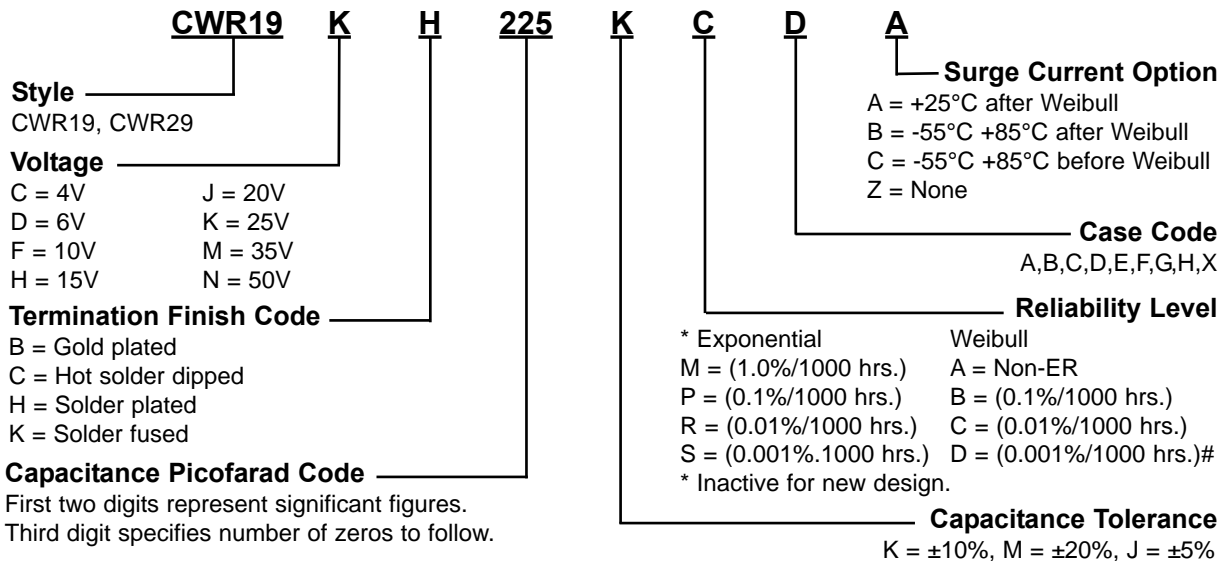 CWR19 K H 225 K C D A
Style
CWR19, CWR29
Voltage
C = 4V J = 20V
D = 6V K = 25V
F = 10V M = 35V
H = 15V N = 50V
Termination Finish Code
B = Gold plated
C = Hot solder dipped
H = Solder plated
K = Solder fused
Capacitance Picofarad Code
First two digits represent significant figures.
Third digit specifies number of zeros to follow.
Surge Current Option
A = +25°C after Weibull
B = -55°C +85°C after Weibull
C = -55°C +85°C before Weibull
Z = None
Case Code
A,B,C,D,E,F,G,H,X
Reliability Level
* Exponential Weibull
M = (1.0%/1000 hrs.) A = Non-ER
P = (0.1%/1000 hrs.) B = (0.1%/1000 hrs.)
R = (0.01%/1000 hrs.) C = (0.01%/1000 hrs.)
S = (0.001%.1000 hrs.) D = (0.001%/1000 hrs.)#
* Inactive for new design.
Capacitance Tolerance
K = ±10%, M = ±20%, J = ±5%